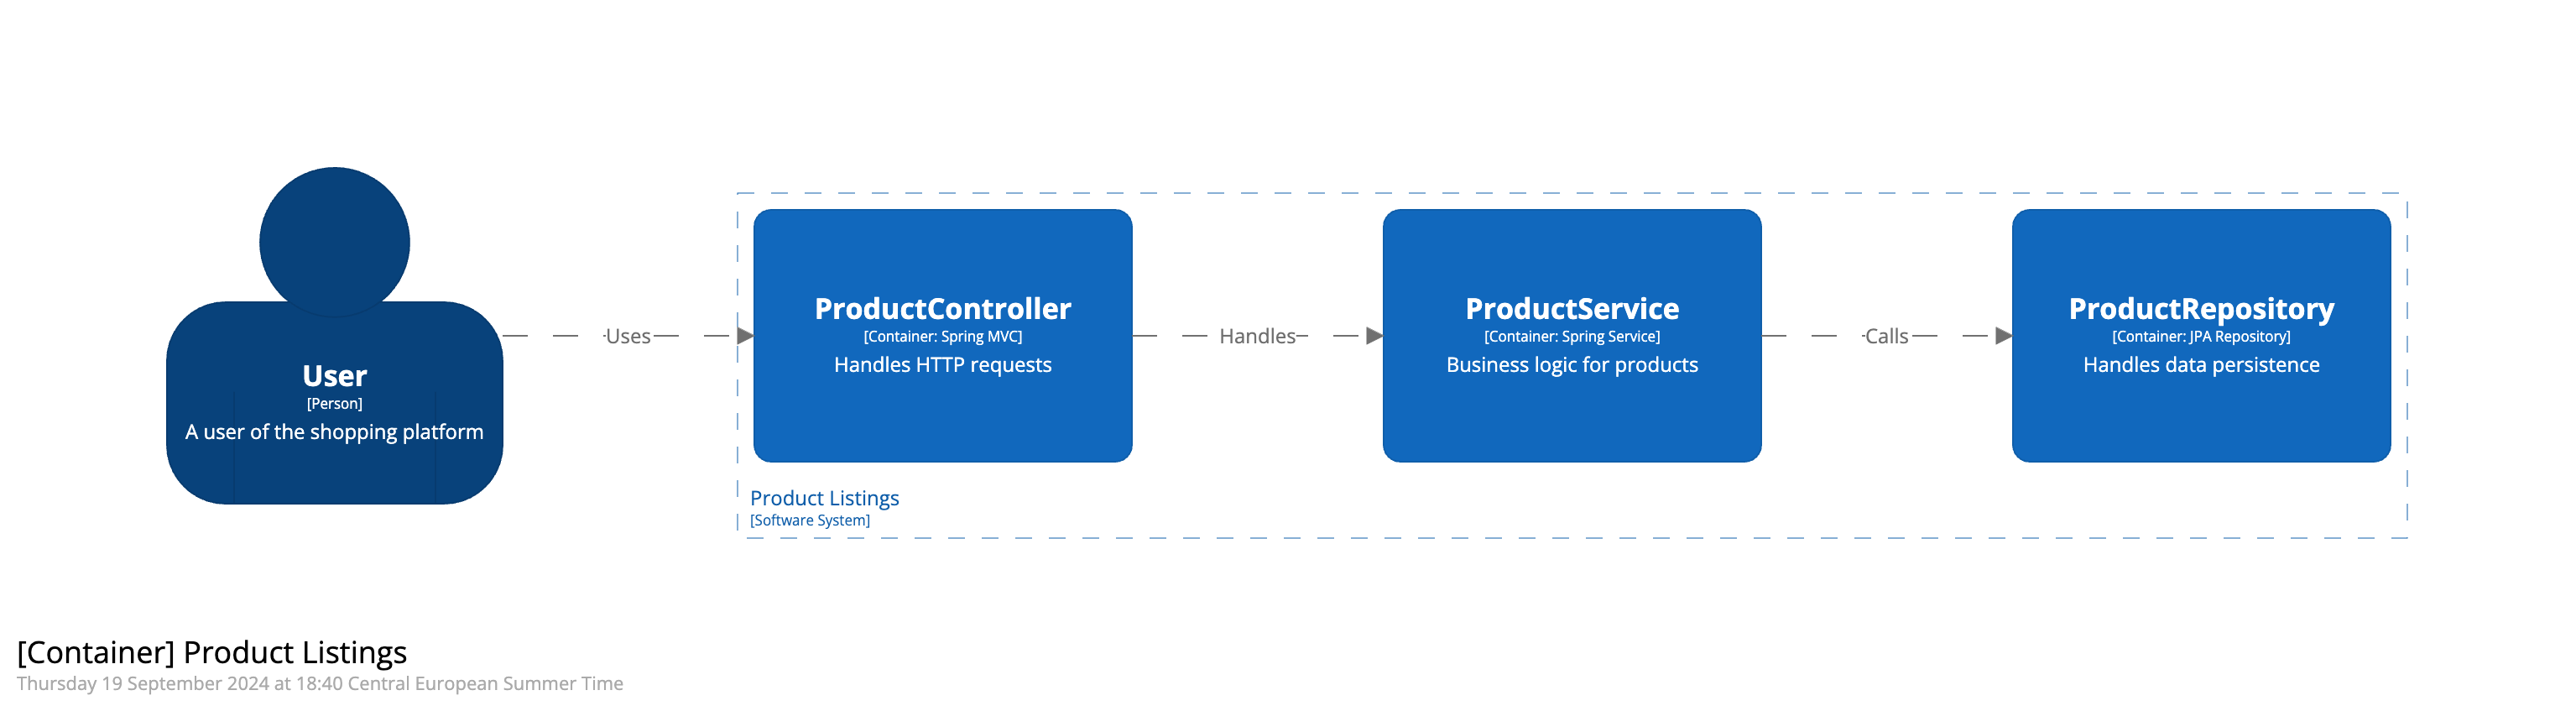 User
[Person]
A user of the shopping platform
Uses
ProductController
[Container: Spring MVC]
Handles HTTP requests
Handles
ProductService
[Container: Spring Service]
Business logic for products
Calls
ProductRepository
[Container: JPA Repository]
Handles data persistence
Product Listings
[Software System]
[Container] Product Listings
Thursday 19 September 2024 at 18:40 Central European Summer Time